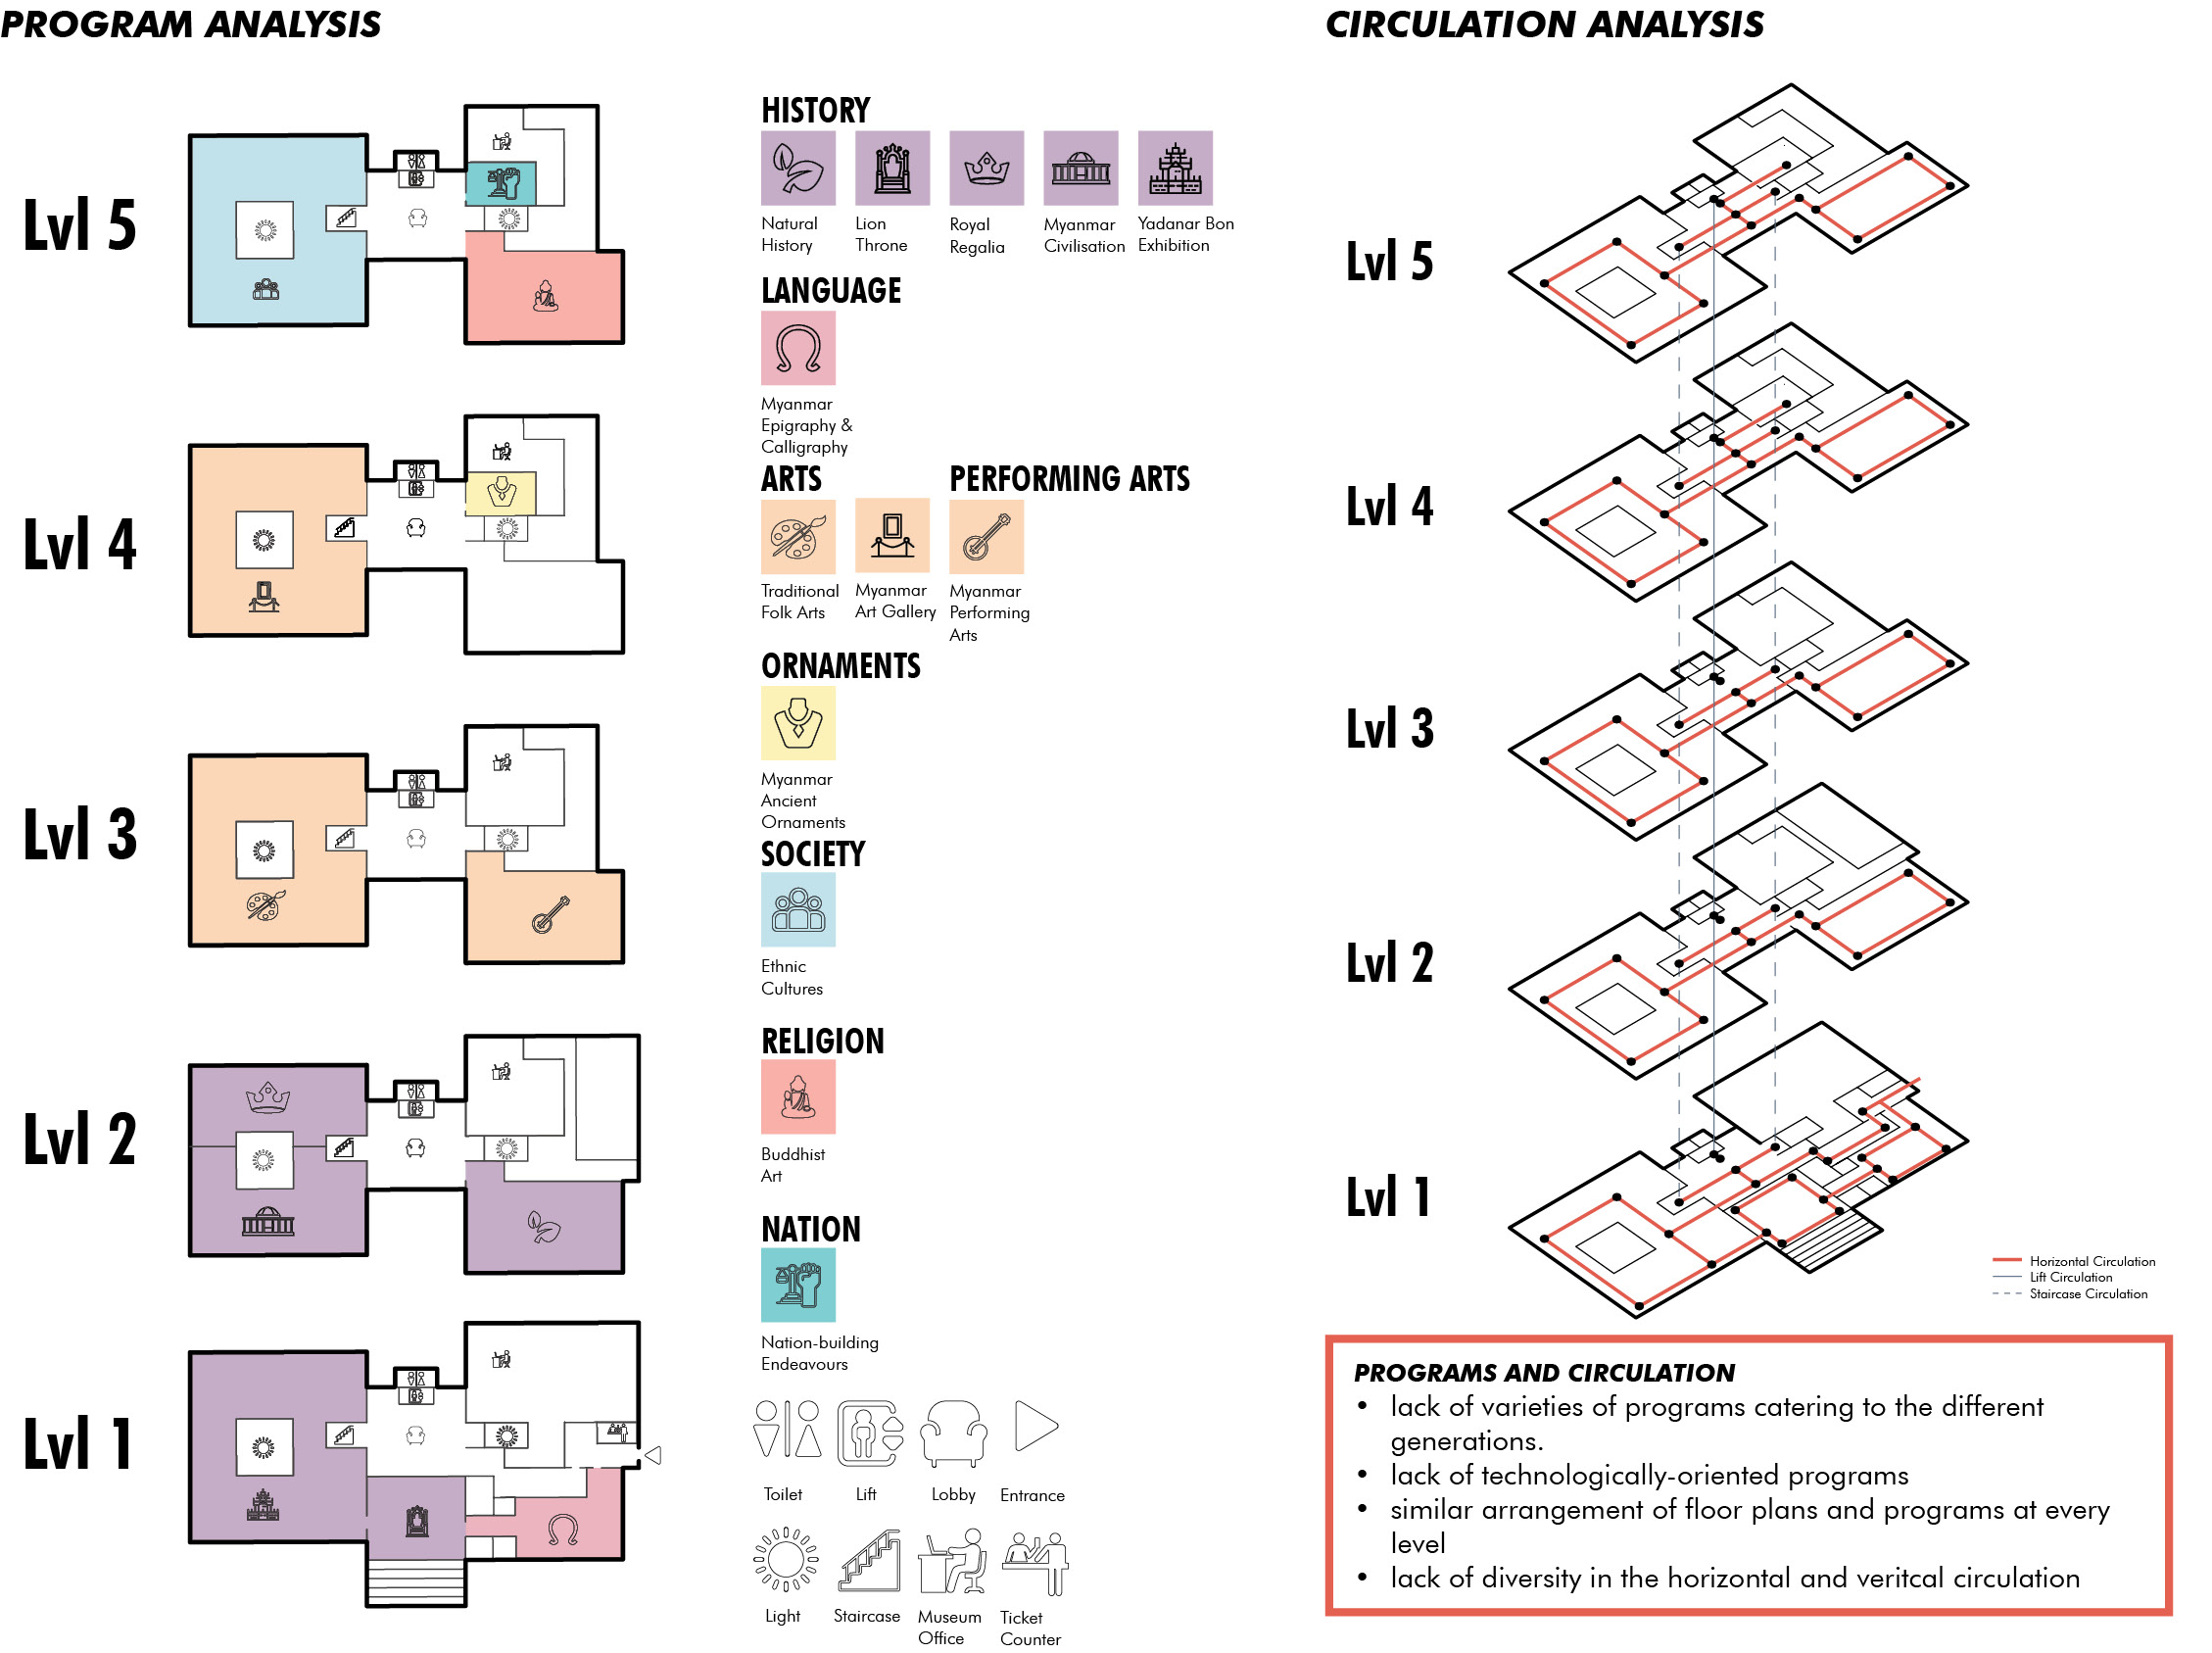 PROGRAM ANALYSIS
Lvl 5
Lvl 4
Lvl 3
Lvl 2
Lvl 1
HISTORY
Natural
History
Lion
Throne
Royal
Regalia
Myanmar
Civilisation
Yadanar Bon
Exhibition
LANGUAGE
Myanmar
Epigraphy &
Calligraphy
ARTS
Traditional
Folk Arts
Myanmar
Art Gallery
PERFORMING ARTS
Myanmar
Performing
Arts
ORNAMENTS
Myanmar
Ancient
Ornaments
SOCIETY
Ethnic
Cultures
RELIGION
Buddhist
Art
NATION
Nation-building
Endeavours
Toilet
Lift
Lobby
Entrance
Light
Staircase
Museum
Office
Ticket
Counter
CIRCULATION ANALYSIS
Lvl 5
Lvl 4
Lvl 3
Lvl 2
Lvl 1
Horizontal Circulation
Lift Circulation
Staircase Circulation
PROGRAMS AND CIRCULATION
• lack of varieties of programs catering to the different
generations.
• lack of technologically-oriented programs
• similar arrangement of floor plans and programs at every
level
• lack of diversity in the horizontal and veritcal circulation